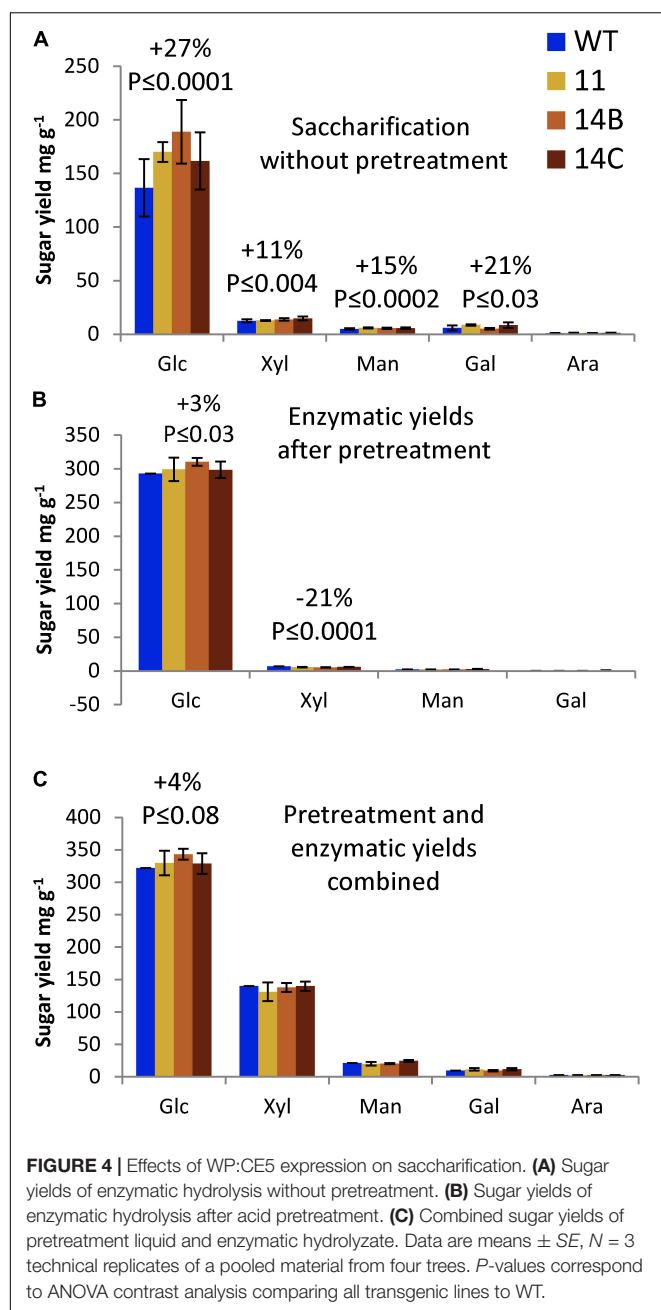 A
+27%
P≤0.0001
WT
11
14B
14C
Saccharification
without pretreatment
+11%
P≤0.004
+15%
P≤0.0002
+21%
P≤0.03
Sugar yield mg g⁻¹
250
200
150
100
50
0
Glc Xyl Man Gal Ara
B
+3%
P≤0.03
Enzymatic yields
after pretreatment
-21%
P≤0.0001
Sugar yield mg g⁻¹
350
300
250
200
150
100
50
0
-50
Glc Xyl Man Gal
C
+4%
P≤0.08
Pretreatment and
enzymatic yields
combined
Sugar yield mg g⁻¹
400
350
300
250
200
150
100
50
0
Glc Xyl Man Gal Ara
FIGURE 4 | Effects of WP:CE5 expression on saccharification. (A) Sugar
yields of enzymatic hydrolysis without pretreatment. (B) Sugar yields of
enzymatic hydrolysis after acid pretreatment. (C) Combined sugar yields of
pretreatment liquid and enzymatic hydrolyzate. Data are means ± SE, N = 3
technical replicates of a pooled material from four trees. P-values correspond
to ANOVA contrast analysis comparing all transgenic lines to WT.